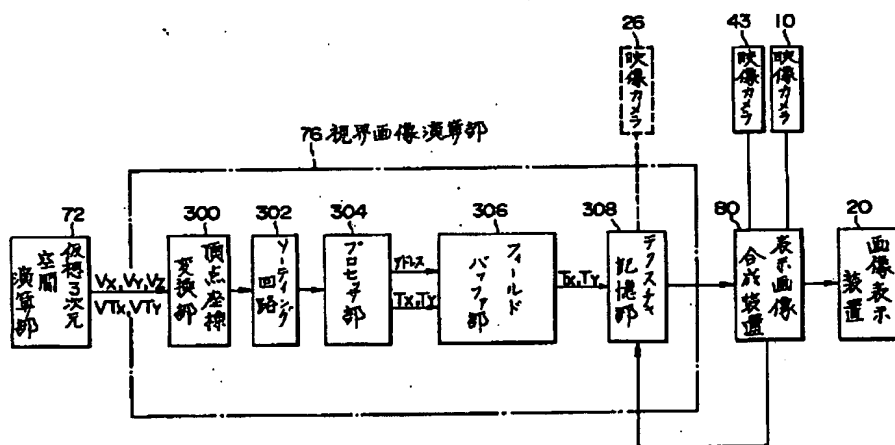 26
映像カメラ
43
映像カメラ
10
映像カメラ
76 視界画像演算部
72
仮想3次元
空間
演算部
VX,VY,VZ
VTX,VTY
300
頂点座標
変換部
302
ソーティング
回路
304
プロセッサ部
アドレス
TX,TY
306
フィールド
バッファ部
TX,TY
308
テクスチャ
記憶部
80
表示画像
合成装置
20
画像表示
装置